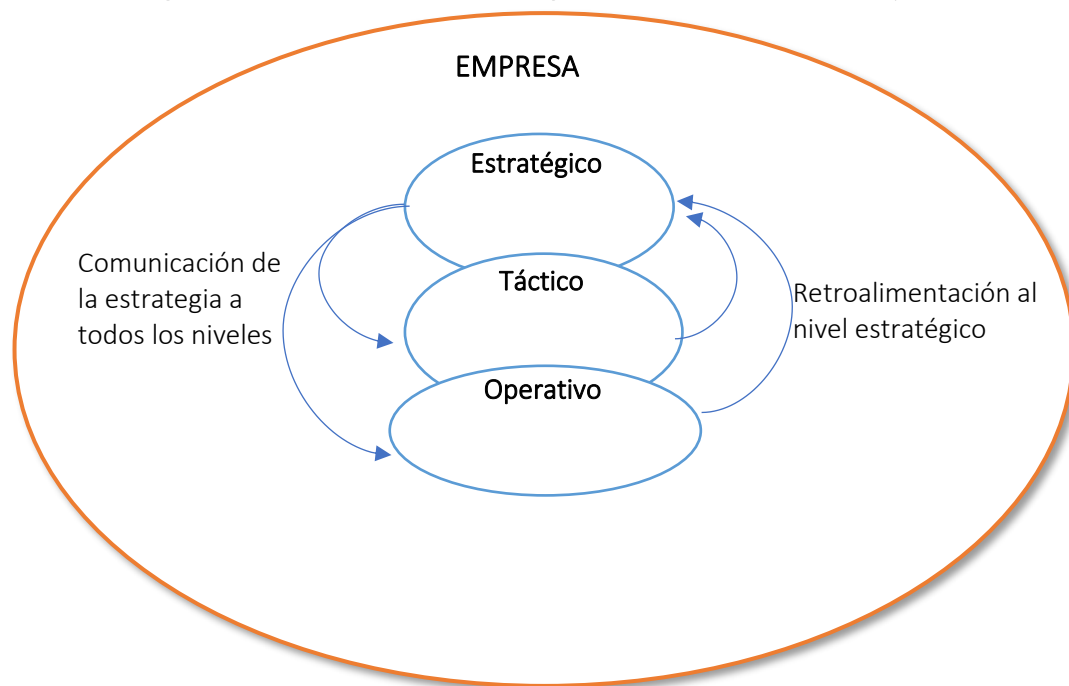 EMPRESA
Estratégico
Comunicación de
la estrategia a
todos los niveles
Táctico
Retroalimentación al
nivel estratégico
Operativo